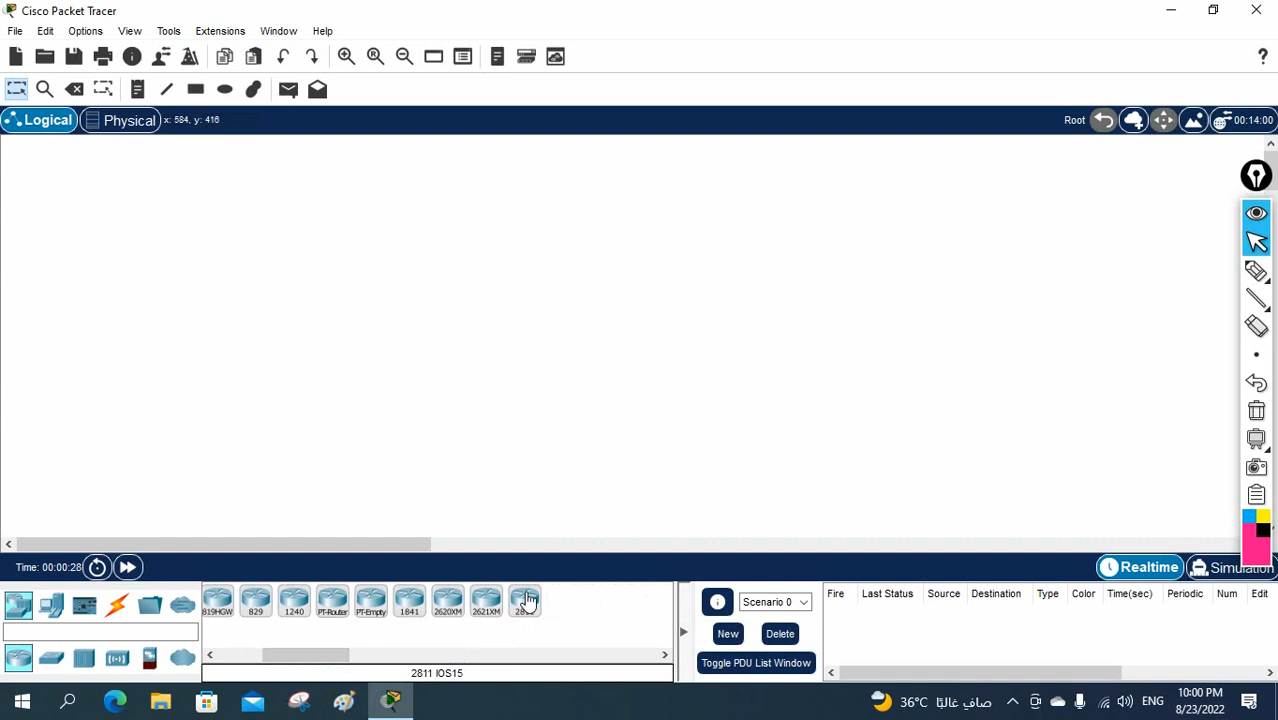 Cisco Packet Tracer
File Edit Options View Tools Extensions Window Help
Logical Physical x: 584, y: 416 Root 00:14:00
Time: 00:00:28 Realtime Simulation
819HGW 829 1240 PT-Router PT-Empty 1841 2620XM 2621XM
2811 IOS15
Scenario 0
New Delete
Toggle PDU List Window
Fire Last Status Source Destination Type Color Time(sec) Periodic Num Edit
36°C صافٍ غالبًا ENG 10:00 PM
8/23/2022